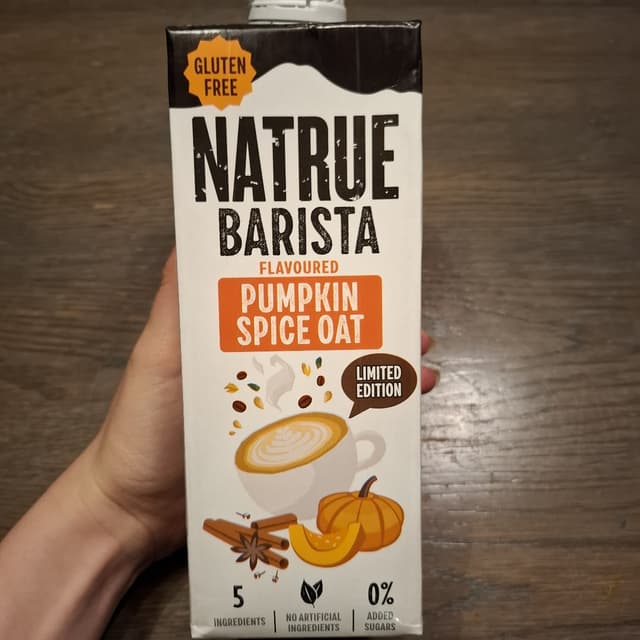 GLUTEN
FREE
NATRUE
BARISTA
FLAVOURED
PUMPKIN
SPICE OAT
LIMITED
EDITION
5
INGREDIENTS
NO ARTIFICIAL
INGREDIENTS
0%
ADDED
SUGARS